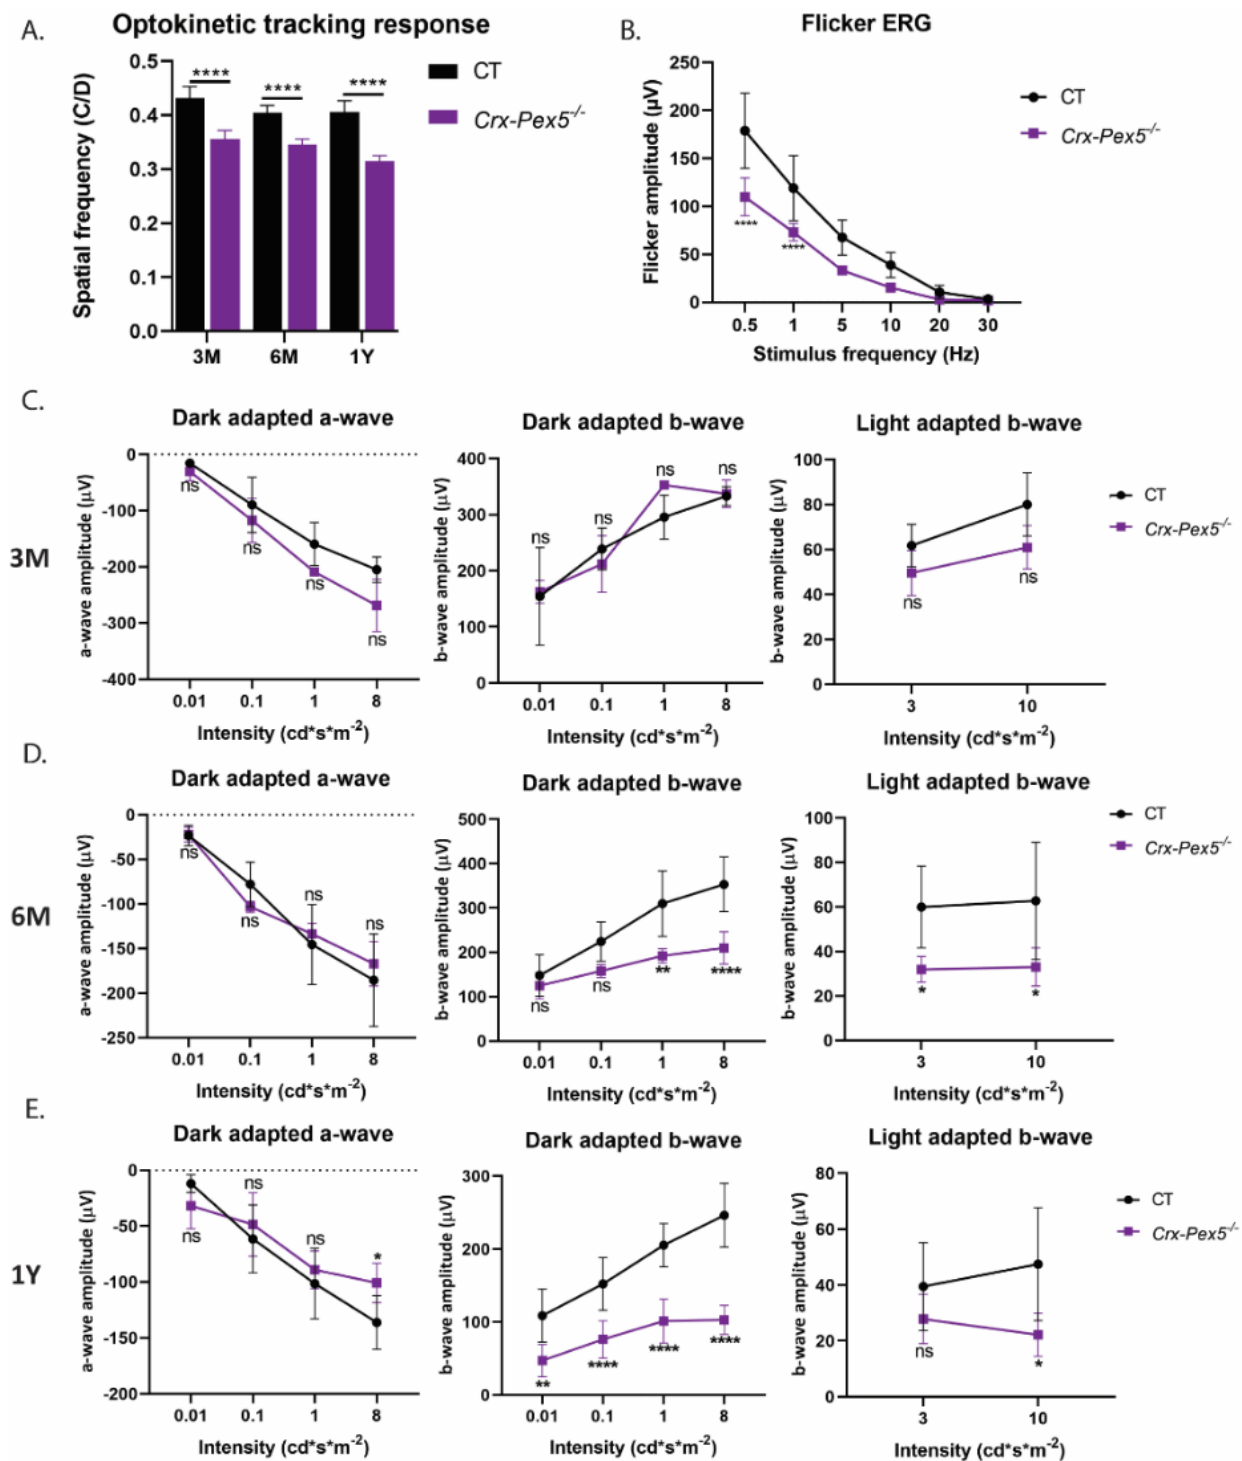 A.
Optokinetic tracking response
Spatial frequency (C/D)
0.5
0.4
0.3
0.2
0.1
0.0
****
****
****
3M
6M
1Y
CT
Crx-Pex5-/-
B.
Flicker ERG
Flicker amplitude (µV)
250
200
150
100
50
0
****
****
0.5
1
5
10
20
30
Stimulus frequency (Hz)
CT
Crx-Pex5-/-
C.
3M
Dark adapted a-wave
a-wave amplitude (µV)
0
-100
-200
-300
-400
ns
ns
ns
ns
0.01
0.1
1
8
Intensity (cd*s*m-2)
Dark adapted b-wave
b-wave amplitude (µV)
400
300
200
100
0
ns
ns
ns
ns
0.01
0.1
1
8
Intensity (cd*s*m-2)
Light adapted b-wave
b-wave amplitude (µV)
100
80
60
40
20
0
ns
ns
3
10
Intensity (cd*s*m-2)
CT
Crx-Pex5-/-
D.
6M
Dark adapted a-wave
a-wave amplitude (µV)
0
-50
-100
-150
-200
-250
ns
ns
ns
ns
0.01
0.1
1
8
Intensity (cd*s*m-2)
Dark adapted b-wave
b-wave amplitude (µV)
500
400
300
200
100
0
ns
ns
**
****
0.01
0.1
1
8
Intensity (cd*s*m-2)
Light adapted b-wave
b-wave amplitude (µV)
100
80
60
40
20
0
*
*
3
10
Intensity (cd*s*m-2)
CT
Crx-Pex5-/-
E.
1Y
Dark adapted a-wave
a-wave amplitude (µV)
0
-50
-100
-150
-200
ns
ns
ns
*
0.01
0.1
1
8
Intensity (cd*s*m-2)
Dark adapted b-wave
b-wave amplitude (µV)
300
200
100
0
**
****
****
****
0.01
0.1
1
8
Intensity (cd*s*m-2)
Light adapted b-wave
b-wave amplitude (µV)
80
60
40
20
0
ns
*
3
10
Intensity (cd*s*m-2)
CT
Crx-Pex5-/-